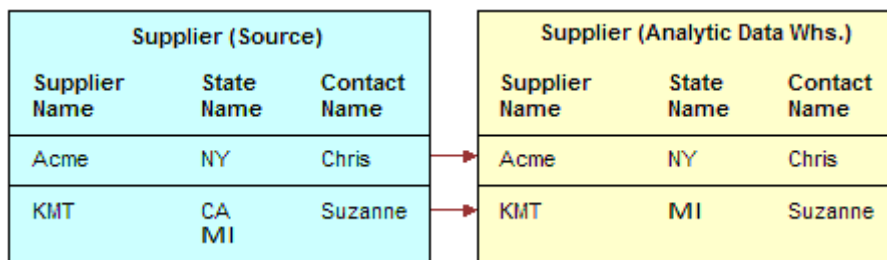 Supplier (Source)
Supplier Name State Name Contact Name
Acme NY Chris
KMT CA Suzanne
MI
Supplier (Analytic Data Whs.)
Supplier Name State Name Contact Name
Acme NY Chris
KMT MI Suzanne